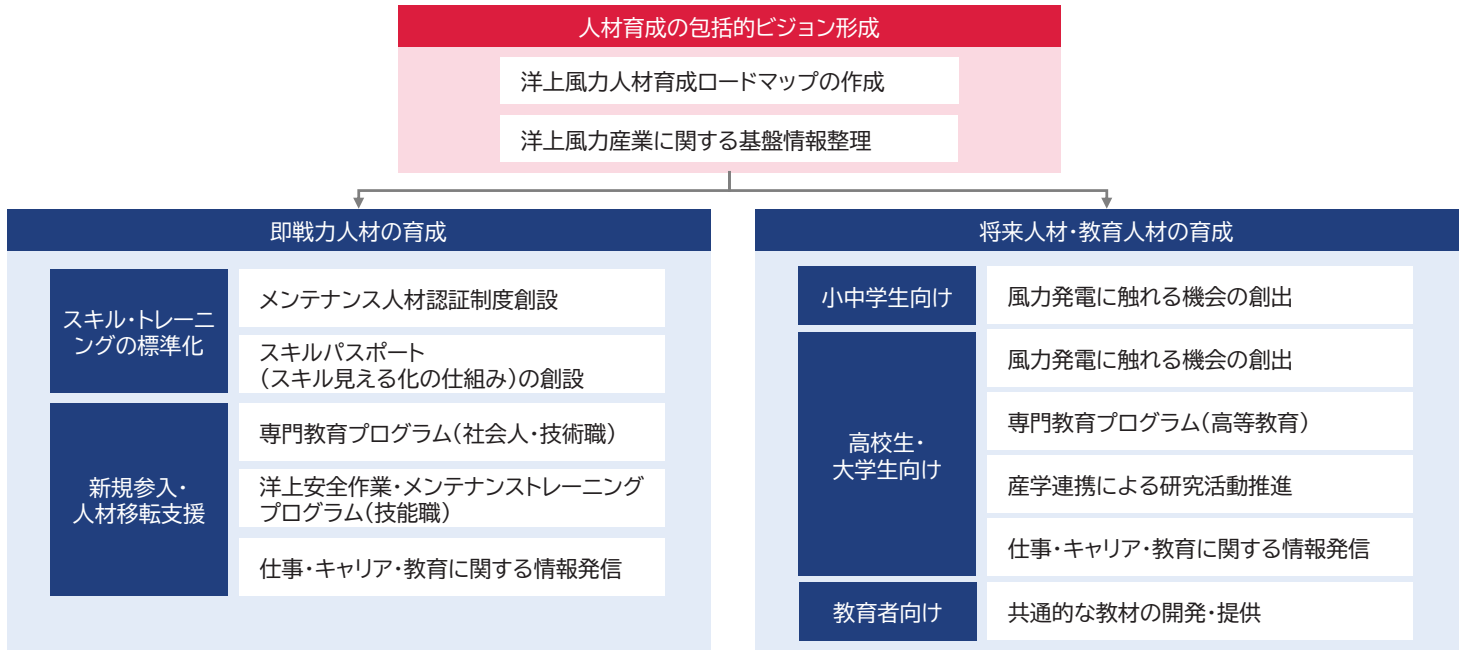 人材育成の包括的ビジョン形成
洋上風力人材育成ロードマップの作成
洋上風力産業に関する基盤情報整理
即戦力人材の育成
スキル・トレーニ
ングの標準化
メンテナンス人材認証制度創設
スキルパスポート
（スキル見える化の仕組み）の創設
新規参入・
人材移転支援
専門教育プログラム（社会人・技術職）
洋上安全作業・メンテナンストレーニング
プログラム（技能職）
仕事・キャリア・教育に関する情報発信
将来人材・教育人材の育成
小中学生向け
風力発電に触れる機会の創出
高校生・
大学生向け
風力発電に触れる機会の創出
専門教育プログラム（高等教育）
産学連携による研究活動推進
仕事・キャリア・教育に関する情報発信
教育者向け
共通的な教材の開発・提供